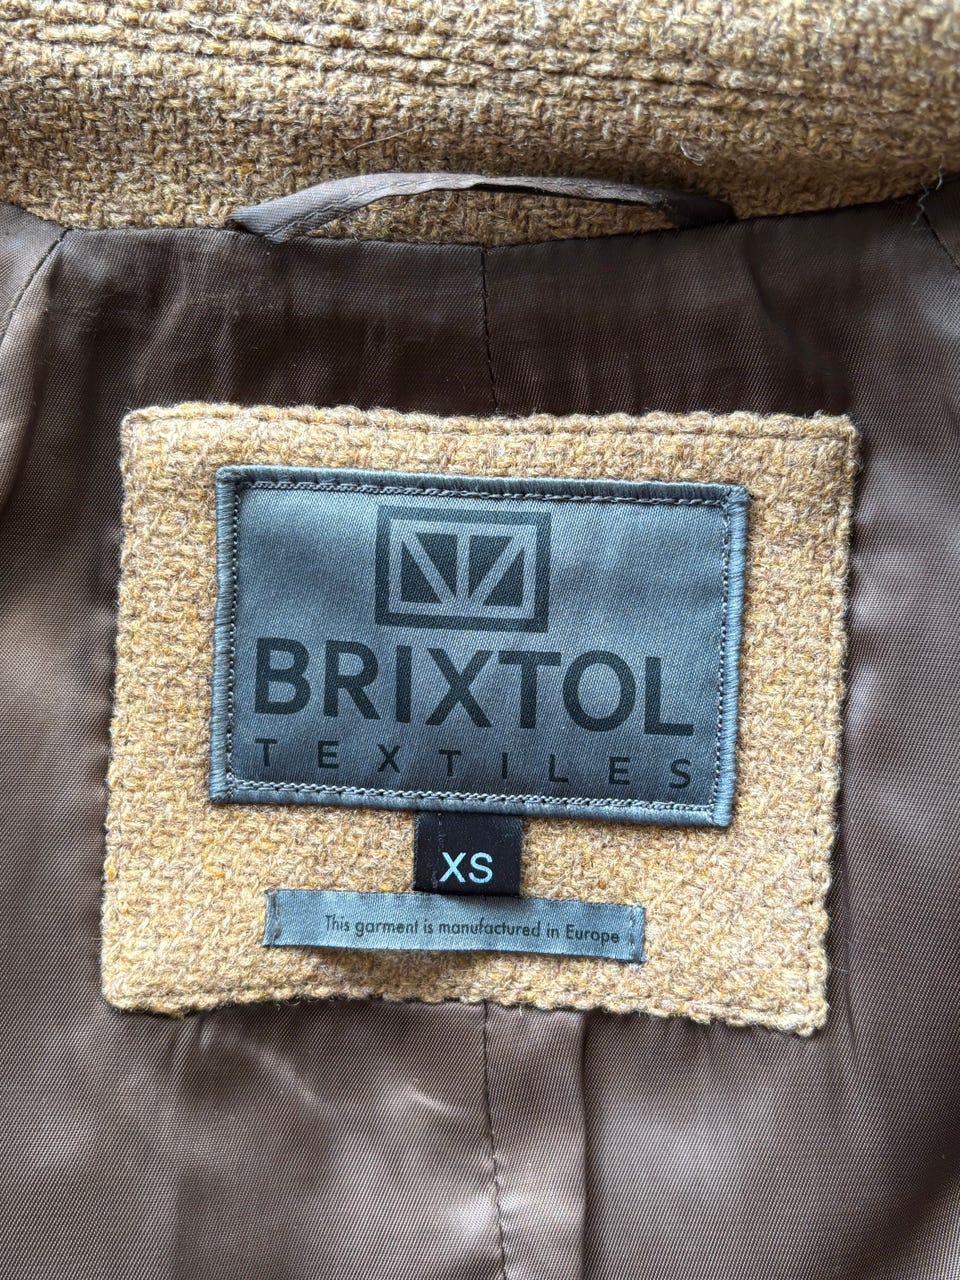 BRIXTOL
TEXTILES
XS
This garment is manufactured in Europe